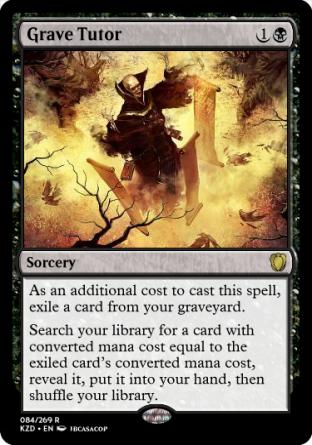 Grave Tutor 1
Sorcery
As an additional cost to cast this spell,
exile a card from your graveyard.
Search your library for a card with
converted mana cost equal to the
exiled card's converted mana cost,
reveal it, put it into your hand, then
shuffle your library.
084/269 R
KZD • EN IBCASACOP